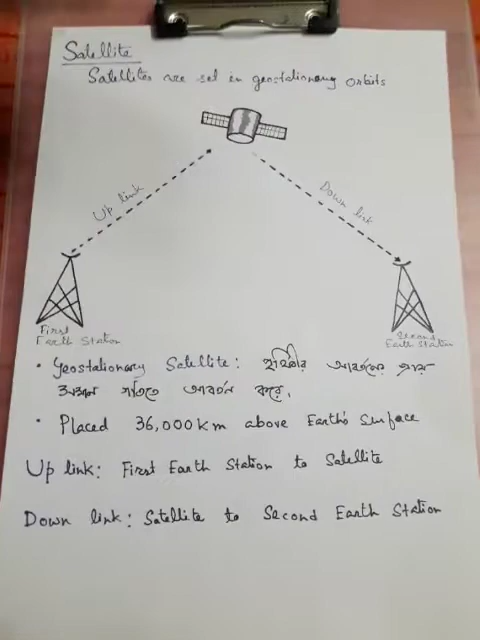 Satellite
Satellites are set in geostationary orbits
Up link
Down link
First
Earth Station
Second
Earth Station
• Geostationary Satellite: পৃথিবীর আবর্তনের প্রায়
সমান গতিতে আবর্তন করে।
• Placed 36,000km above Earth's Surface
Up link: First Earth Station to Satellite
Down link: Satellite to Second Earth Station